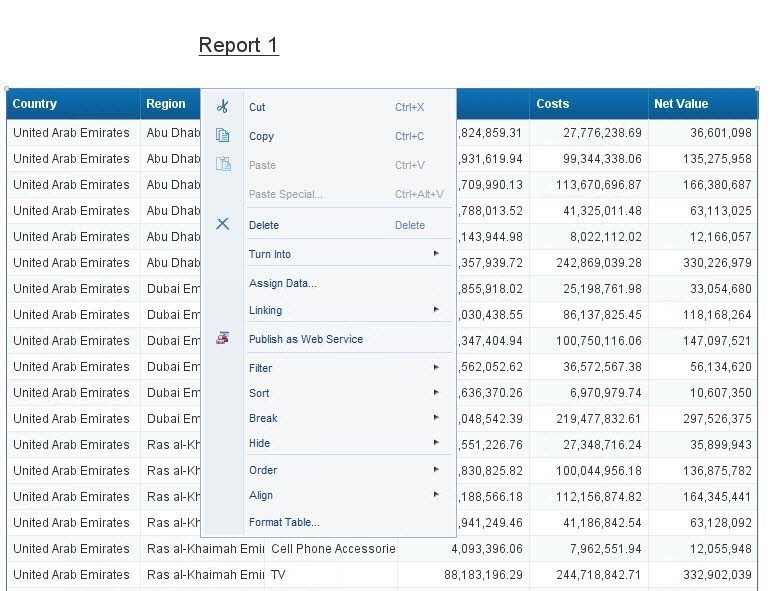 Report 1
Country Region Costs Net Value
United Arab Emirates Abu Dhab ,824,859.31 27,776,238.69 36,601,098
United Arab Emirates Abu Dhab ,931,619.94 99,344,338.06 135,275,958
United Arab Emirates Abu Dhab ,709,990.13 113,670,696.87 166,380,687
United Arab Emirates Abu Dhab ,788,013.52 41,325,011.48 63,113,025
United Arab Emirates Abu Dhab ,143,944.98 8,022,112.02 12,166,057
United Arab Emirates Abu Dhab ,357,939.72 242,869,039.28 330,226,979
United Arab Emirates Dubai Em ,855,918.02 25,198,761.98 33,054,680
United Arab Emirates Dubai Em ,030,438.55 86,137,825.45 118,168,264
United Arab Emirates Dubai Em ,347,404.94 100,750,116.06 147,097,521
United Arab Emirates Dubai Em ,562,052.62 36,572,567.38 56,134,620
United Arab Emirates Dubai Em ,636,370.26 6,970,979.74 10,607,350
United Arab Emirates Dubai Em ,048,542.39 219,477,832.61 297,526,375
United Arab Emirates Ras al-Kh ,551,226.76 27,348,716.24 35,899,943
United Arab Emirates Ras al-Kh ,830,825.82 100,044,956.18 136,875,782
United Arab Emirates Ras al-Kh ,188,566.18 112,156,874.82 164,345,441
United Arab Emirates Ras al-Kh ,941,249.46 41,186,842.54 63,128,092
United Arab Emirates Ras al-Khaimah Emir Cell Phone Accessorie 4,093,396.06 7,962,551.94 12,055,948
United Arab Emirates Ras al-Khaimah Emir TV 88,183,196.29 244,718,842.71 332,902,039
Cut Ctrl+X
Copy Ctrl+C
Paste Ctrl+V
Paste Special... Ctrl+Alt+V
Delete Delete
Turn Into
Assign Data...
Linking
Publish as Web Service
Filter
Sort
Break
Hide
Order
Align
Format Table...